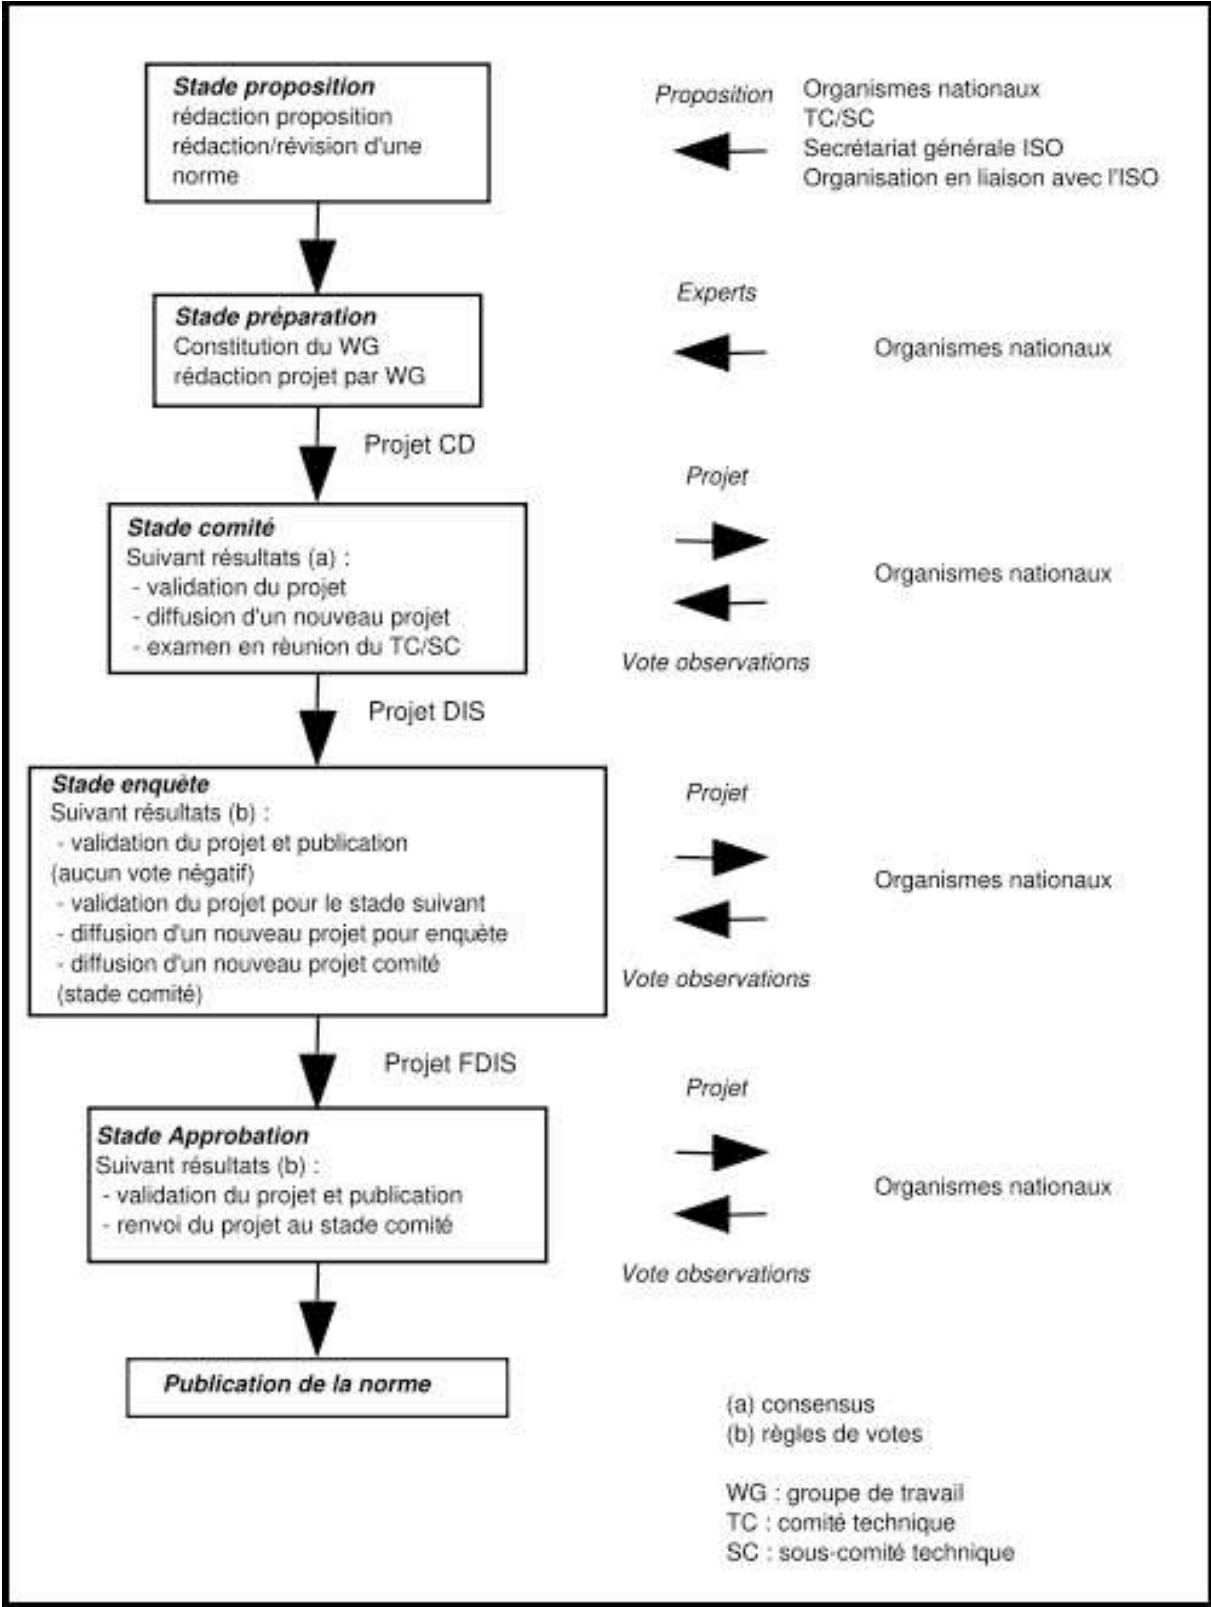 Stade proposition
rédaction proposition
rédaction/révision d'une
norme
Proposition
Organismes nationaux
TC/SC
Secrétariat générale ISO
Organisation en liaison avec l'ISO
Stade préparation
Constitution du WG
rédaction projet par WG
Experts
Organismes nationaux
Projet CD
Stade comité
Suivant résultats (a) :
- validation du projet
- diffusion d'un nouveau projet
- examen en rèunion du TC/SC
Projet
Organismes nationaux
Vote observations
Projet DIS
Stade enquète
Suivant résultats (b) :
- validation du projet et publication
(aucun vote négatif)
- validation du projet pour le stade suivant
- diffusion d'un nouveau projet pour enquète
- diffusion d'un nouveau projet comité
(stade comité)
Projet
Organismes nationaux
Vote observations
Projet FDIS
Stade Approbation
Suivant résultats (b) :
- validation du projet et publication
- renvoi du projet au stade comité
Projet
Organismes nationaux
Vote observations
Publication de la norme
(a) consensus
(b) règles de votes
WG : groupe de travail
TC : comité technique
SC : sous-comité technique